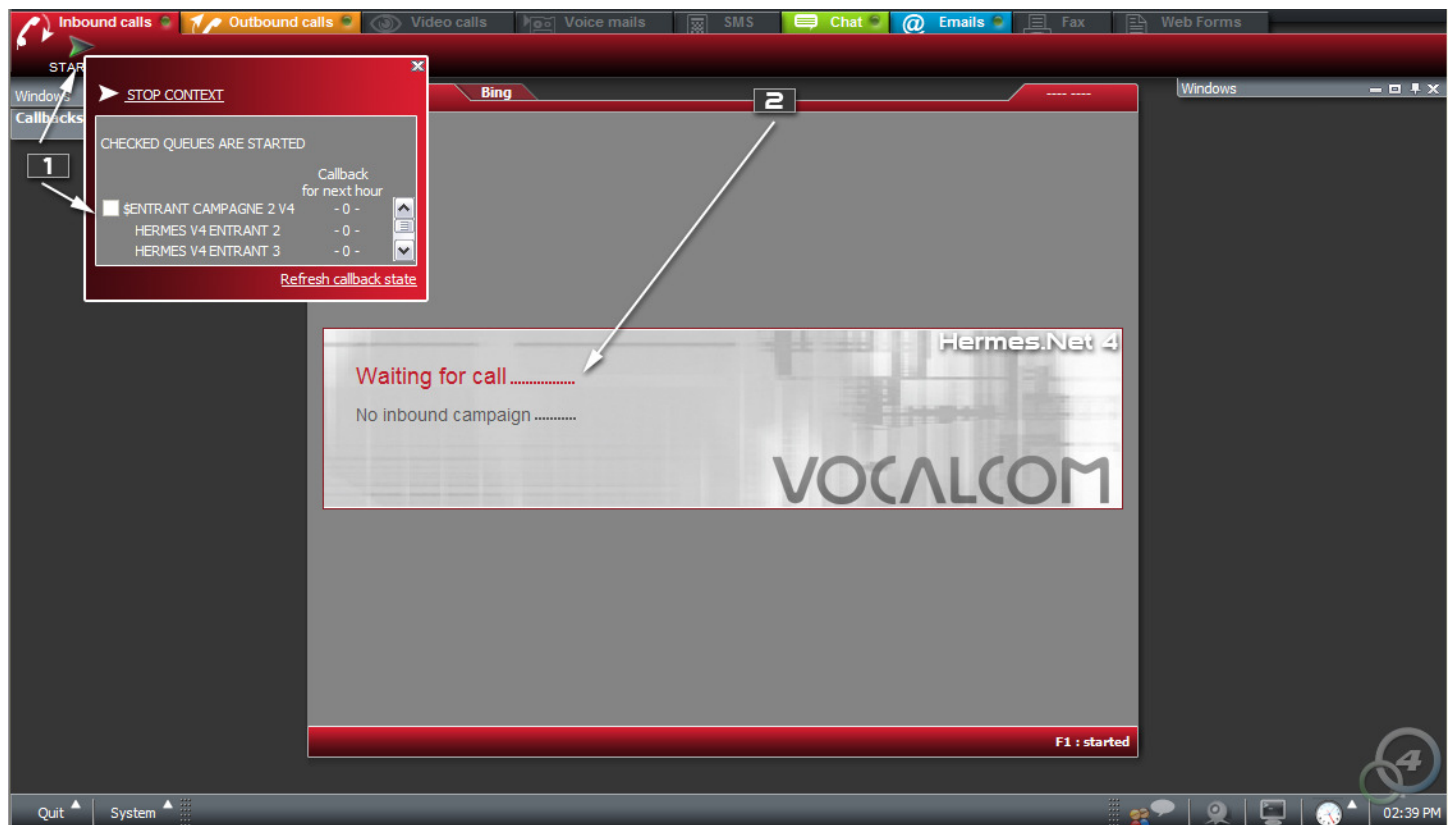 Inbound calls Outbound calls Video calls Voice mails SMS Chat @ Emails Fax Web Forms
STAR
STOP CONTEXT
Windows
Callbacks
CHECKED QUEUES ARE STARTED
Callback
for next hour
$ENTRANT CAMPAGNE 2 V4 - 0 -
HERMES V4 ENTRANT 2 - 0 -
HERMES V4 ENTRANT 3 - 0 -
Refresh callback state
1
Bing
2
---- ----
Windows
Hermes.Net 4
Waiting for call ................
No inbound campaign ...........
VOCALCOM
F1 : started
4
Quit System 02:39 PM